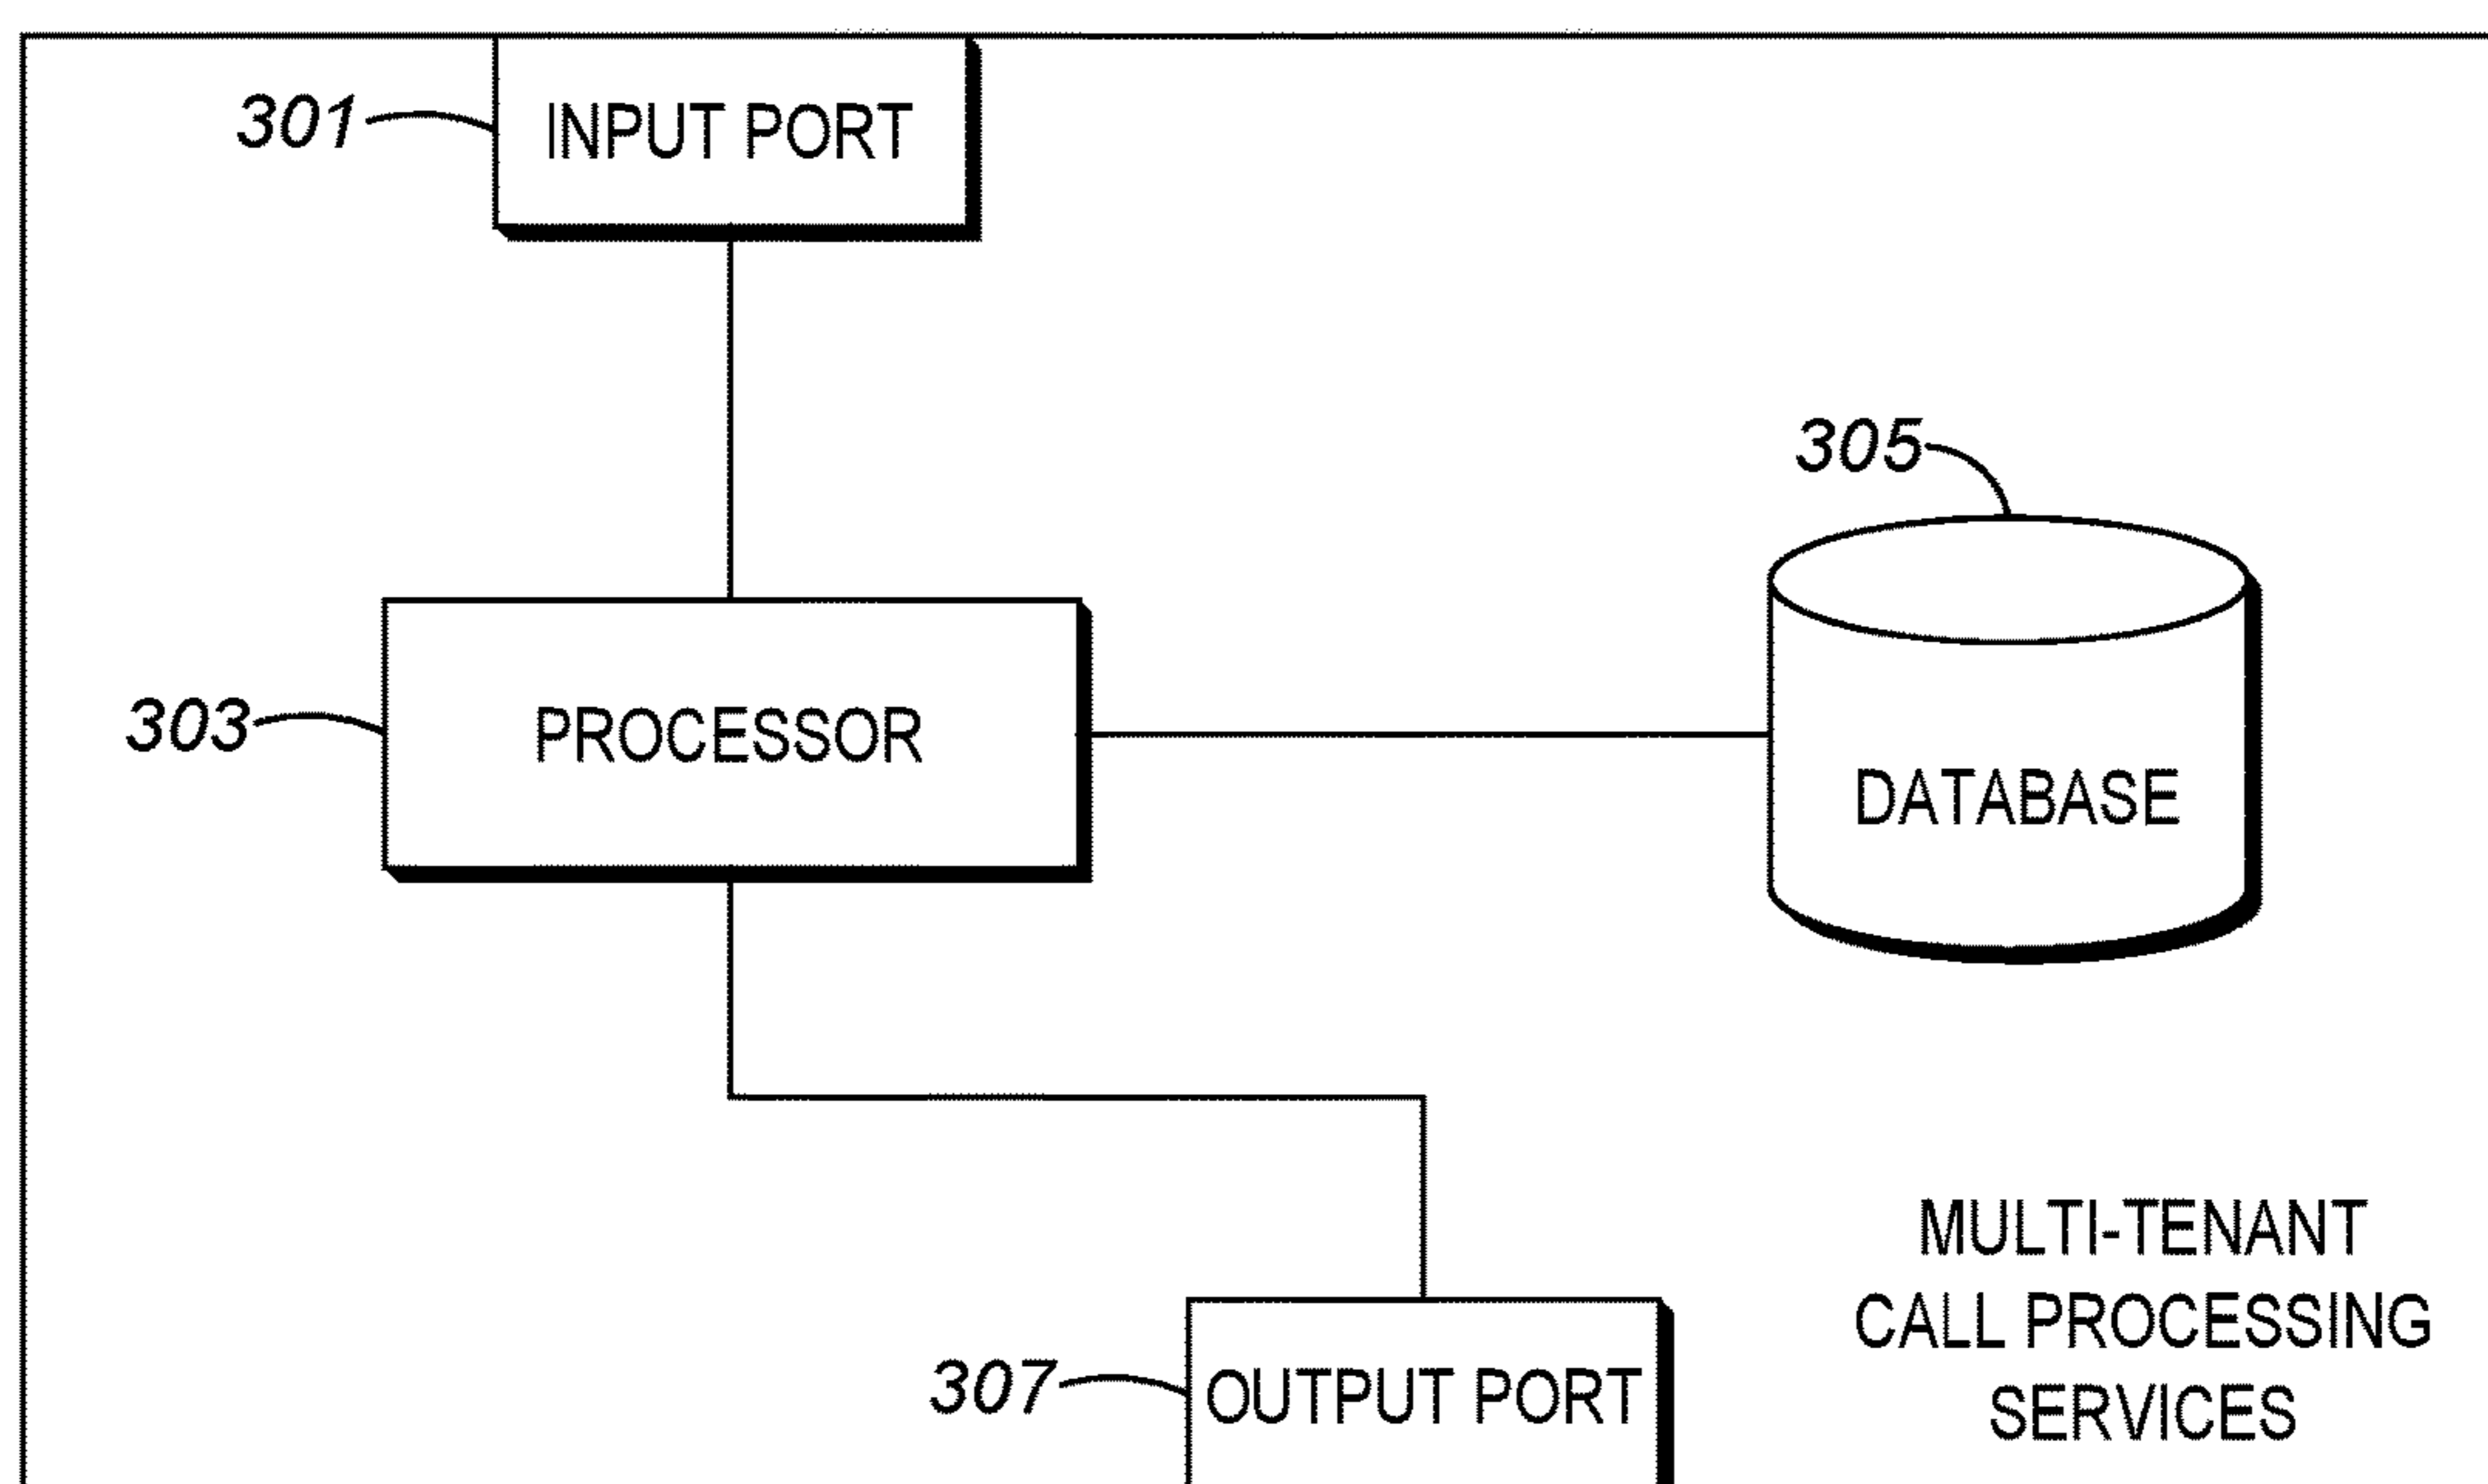 301
INPUT PORT
305
303
PROCESSOR
DATABASE
MULTI-TENANT
CALL PROCESSING
SERVICES
307
OUTPUT PORT